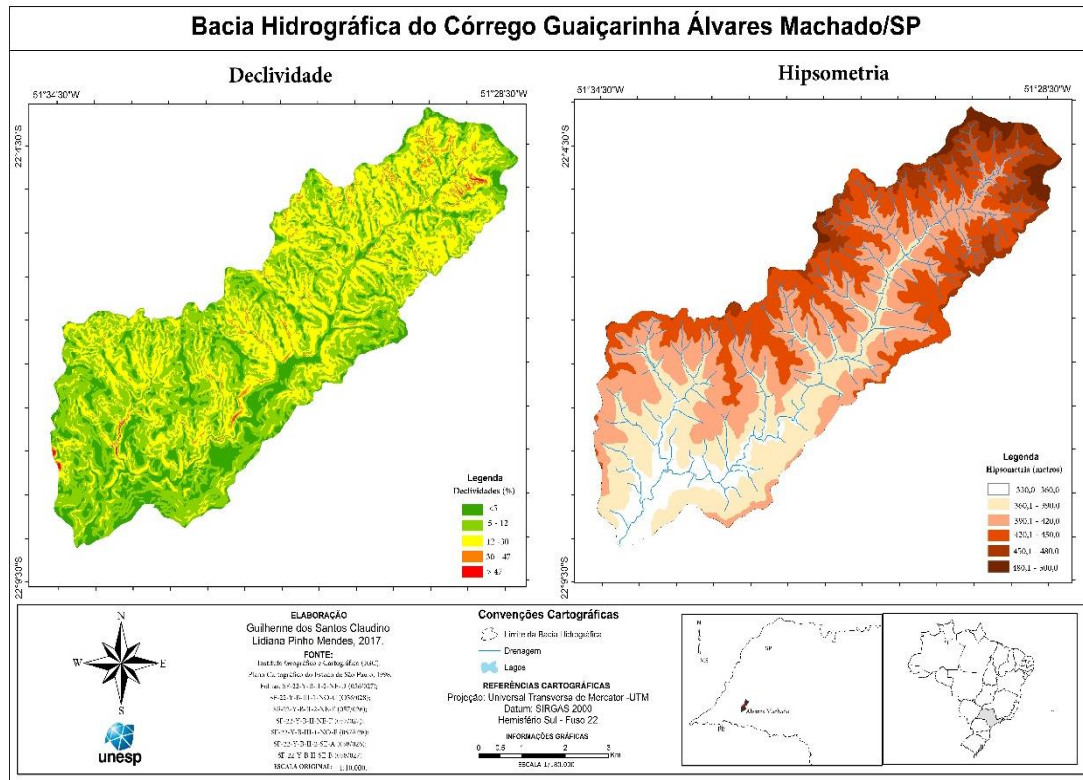 Bacia Hidrográfica do Córrego Guaiçarinha Álvares Machado/SP
Declividade
51°34'30"W
51°28'30"W
22°4'30"S
22°9'30"S
Legenda
Declividades (%)
<5
5 - 12
12 - 30
30 - 47
> 47
Hipsometria
51°34'30"W
51°28'30"W
22°4'30"S
22°9'30"S
Legenda
Hipsometria (metros)
330,0 - 360,0
360,1 - 390,0
390,1 - 420,0
420,1 - 450,0
450,1 - 480,0
480,1 - 500,0
N
W
E
S
unesp
ELABORAÇÃO
Guilherme dos Santos Claudino
Lidiana Pinho Mendes, 2017.
FONTE:
Instituto Geográfico e Cartográfico (IGC).
Plano Cartográfico do Estado de São Paulo,
ESCALA ORIGINAL: 1:10.000.
Convenções Cartográficas
Limite da Bacia Hidrográfica
Drenagem
Lagos
REFERÊNCIAS CARTOGRÁFICAS
Projeção: Universal Transversa de Mercator -UTM
Datum: SIRGAS 2000
Hemisfério Sul - Fuso 22
INFORMAÇÕES GRÁFICAS
0 0,5 1 2 3
Km
N
MS
SP
PR
Álvares Machado